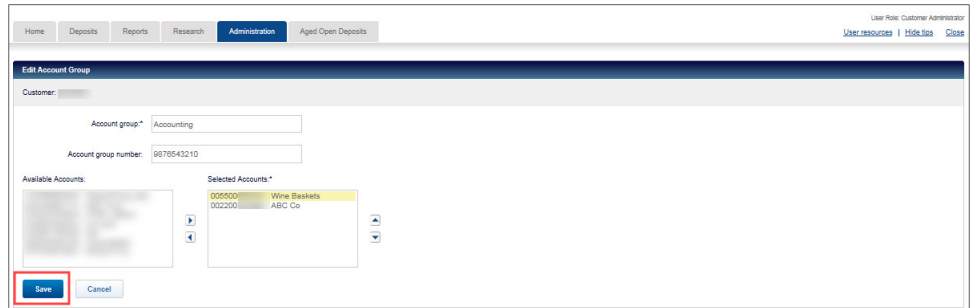 User Role: Customer Administrator
Home Deposits Reports Research Administration Aged Open Deposits
User resources | Hide tips Close
Edit Account Group
Customer:
Account group:* Accounting
Account group number: 9876543210
Available Accounts: Selected Accounts:*
005500 Wine Baskets
002200 ABC Co
Save Cancel